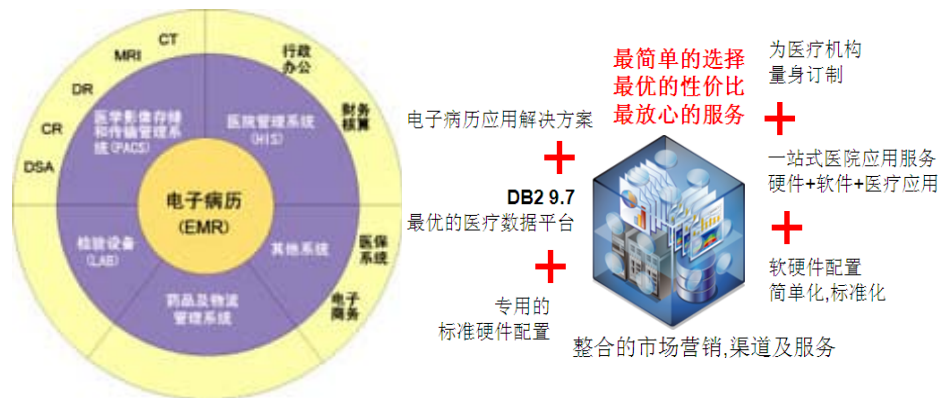 CT
MRI
DR
CR
DSA
行政
办公
财务
核算
医保
系统
电子
商务
医学影像存储
和传输管理系
统(PACS)
医院管理系统
(HIS)
电子病历
(EMR)
检验设备
(LAB)
其他系统
药品及物流
管理系统
电子病历应用解决方案
DB2 9.7
最优的医疗数据平台
专用的
标准硬件配置
最简单的选择
最优的性价比
最放心的服务
为医疗机构
量身订制
一站式医院应用服务
硬件+软件+医疗应用
软硬件配置
简单化,标准化
整合的市场营销,渠道及服务